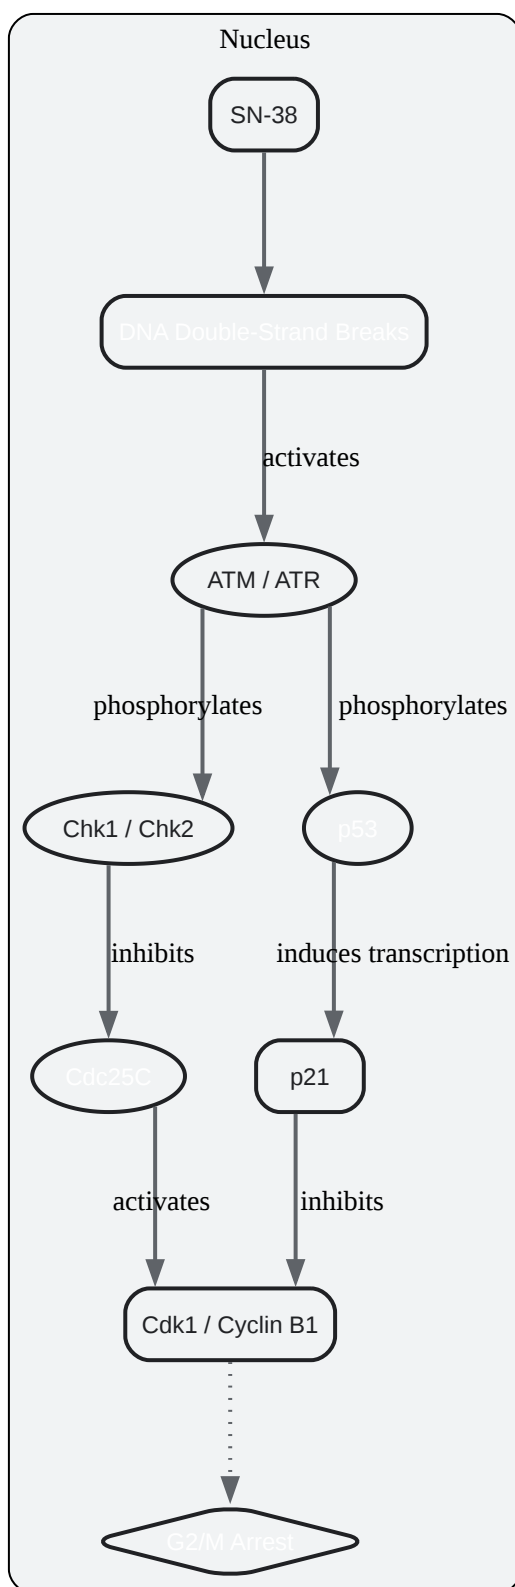 Nucleus
SN-38
DNA Double-Strand Breaks
activates
ATM / ATR
phosphorylates
phosphorylates
Chk1 / Chk2
p53
inhibits
induces transcription
Cdc25C
p21
activates
inhibits
Cdk1 / Cyclin B1
G2/M Arrest